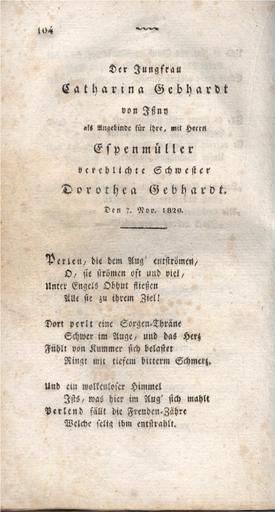 104
Der Jungfrau
Catharina Gebhardt
von Jßny
als Angebinde für ihre, mit Herrn
Espenmüller
verehlichte Schwester
Dorothea Gebhardt.
Den 7. Nov. 1820.
Perlen, die dem Aug' entströmen,
O, sie strömen oft und viel,
Unter Engels Obhut fließen
Alle sie zu ihrem Ziel!
Dort perlt eine Sorgen-Thräne
Schwer im Auge, und das Herz
Fühlt von Kummer sich belastet
Ringt mit tiefem bitterm Schmerz.
Und ein wolkenloser Himmel
Ists, was hier im Aug' sich mahlt
Perlend fällt die Freuden-Zähre
Welche selig ihm entstrahlt.